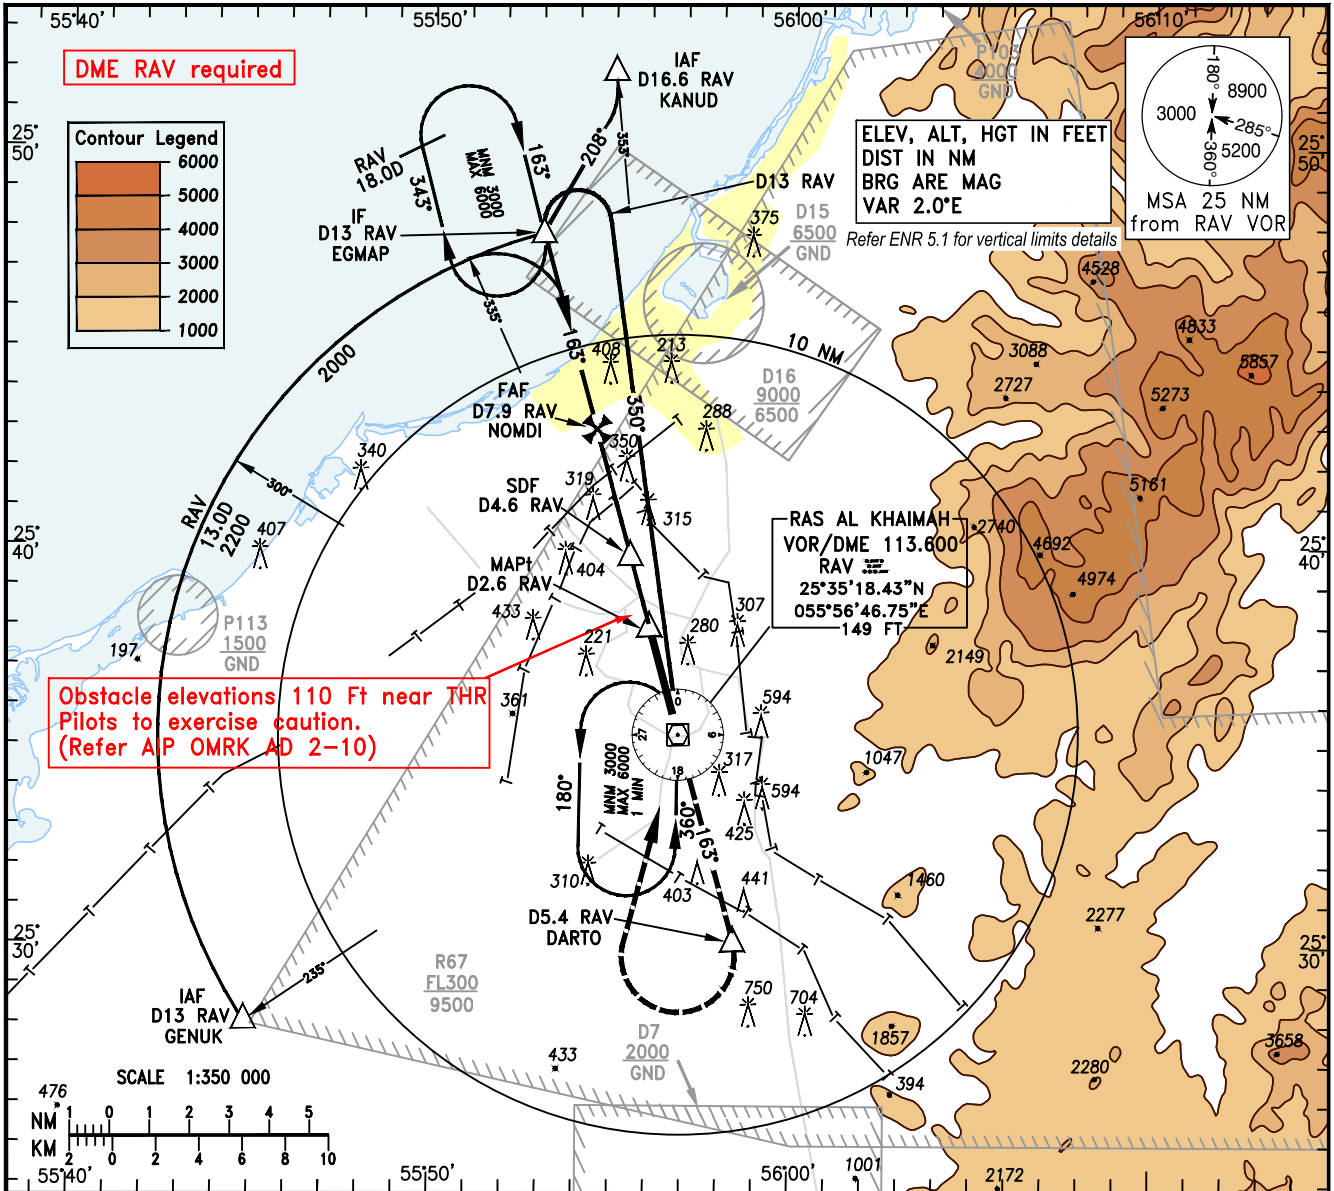 55°40'
55°50'
56°00'
56°10'
DME RAV required
Contour Legend
6000
5000
4000
3000
2000
1000
IAF
D16.6 RAV
KANUD
353°
208°
163°
343°
MNM 3000
MAX 6000
RAV
18.0D
IF
D13 RAV
EGMAP
D13 RAV
P103
4000
GND
180°
8900
3000
285°
5200
360°
MSA 25 NM
from RAV VOR
ELEV, ALT, HGT IN FEET
DIST IN NM
BRG ARE MAG
VAR 2.0°E
Refer ENR 5.1 for vertical limits details
25°
50'
25°
50'
375
D15
6500
GND
4528
4833
5857
3088
2727
5273
335°
163°
2000
408
213
10 NM
D16
9000
6500
FAF
D7.9 RAV
NOMDI
350°
288
350
340
300°
319
SDF
D4.6 RAV
315
5161
RAV
13.0D
2200
407
2740
4692
4974
25°
40'
25°
40'
RAS AL KHAIMAH
VOR/DME 113.600
RAV
25°35'18.43"N
055°56'46.75"E
149 FT
MAPt
D2.6 RAV
404
433
307
280
221
P113
1500
GND
197
2149
Obstacle elevations 110 Ft near THR
Pilots to exercise caution.
(Refer AIP OMRK AD 2-10)
361
594
0
6
18
27
317
594
1047
180°
MNM 3000
MAX 6000
1 MIN
360°
163°
425
310
403
441
1460
2277
D5.4 RAV
DARTO
25°
30'
25°
30'
235°
R67
FL300
9500
IAF
D13 RAV
GENUK
750
704
1857
D7
2000
GND
433
3658
2280
394
476
SCALE 1:350 000
NM
1 0 1 2 3 4 5
KM
2 0 2 4 6 8 10
1001
2172
55°40'
55°50'
56°00'